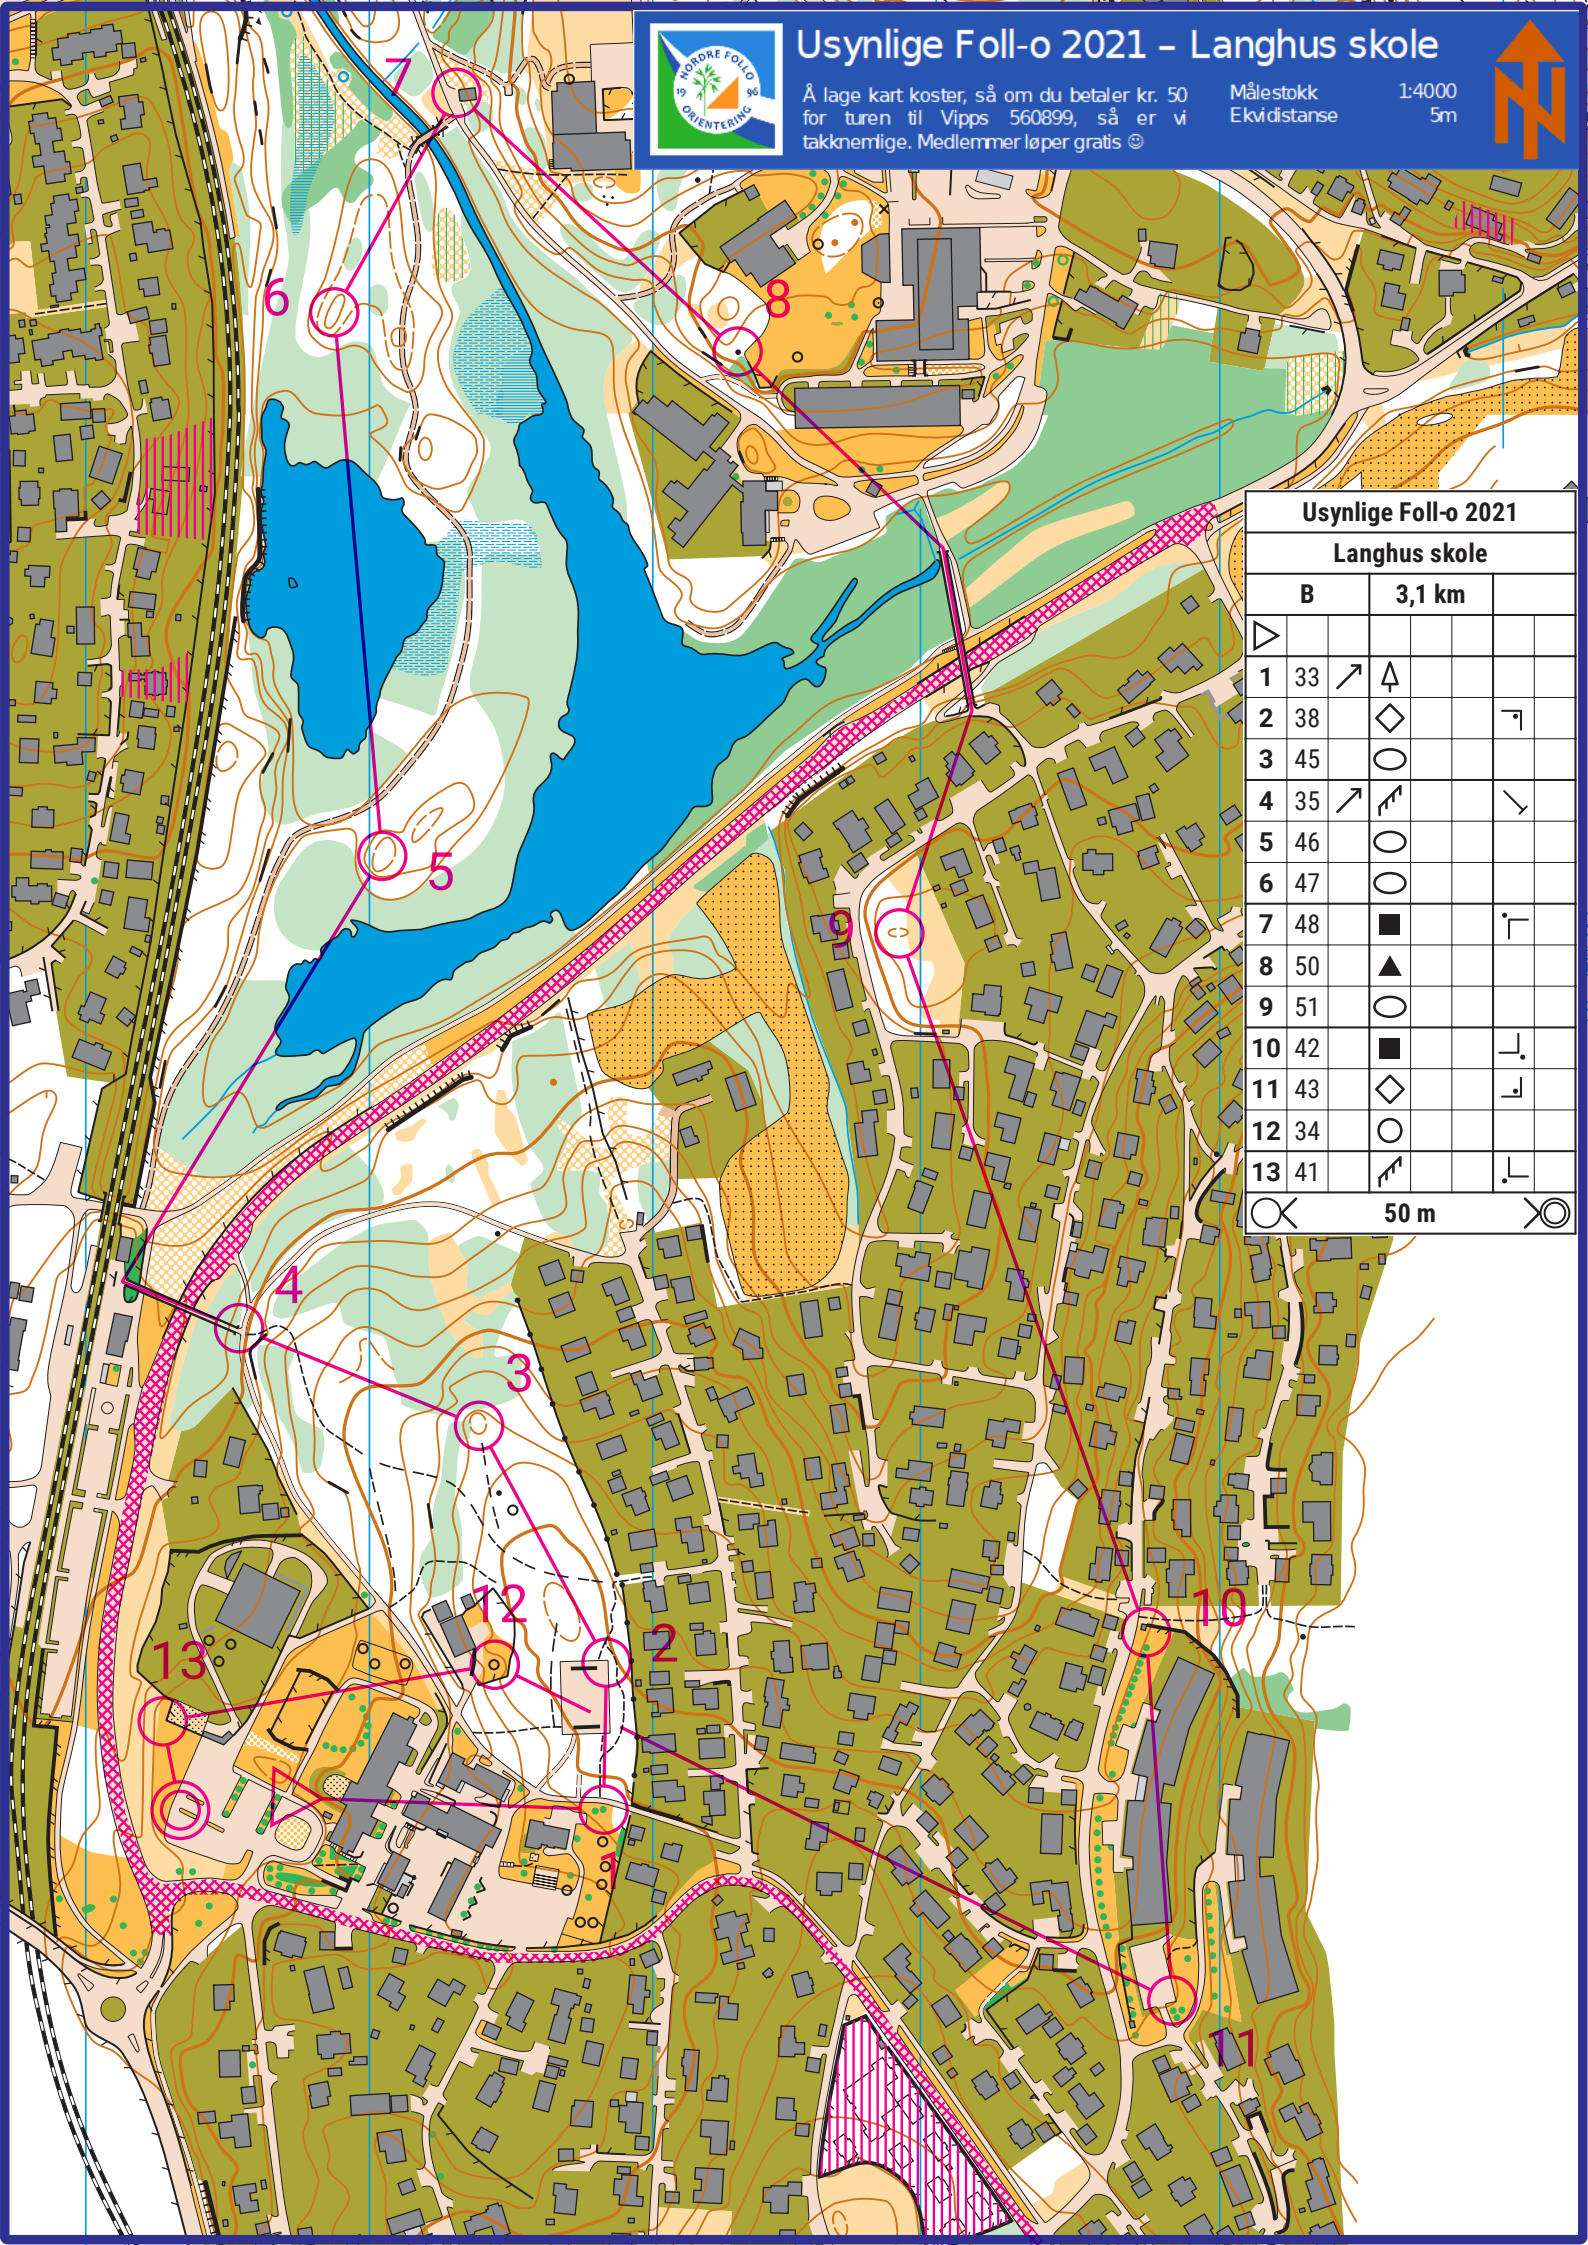 Usynlige Foll-o 2021 – Langhus skole
Å lage kart koster, så om du betaler kr. 50
for turen til Vipps 560899, så er vi
takknemlige. Medlemmer løper gratis ☺
Målestokk 1:4000
Ekvidistanse 5m
NORDRE FOLLO
19 96
ORIENTERING
N
7
6
8
5
9
4
3
12
2
13
10
1
11
Usynlige Foll-o 2021
Langhus skole
B 3,1 km
1 33
2 38
3 45
4 35
5 46
6 47
7 48
8 50
9 51
10 42
11 43
12 34
13 41
50 m